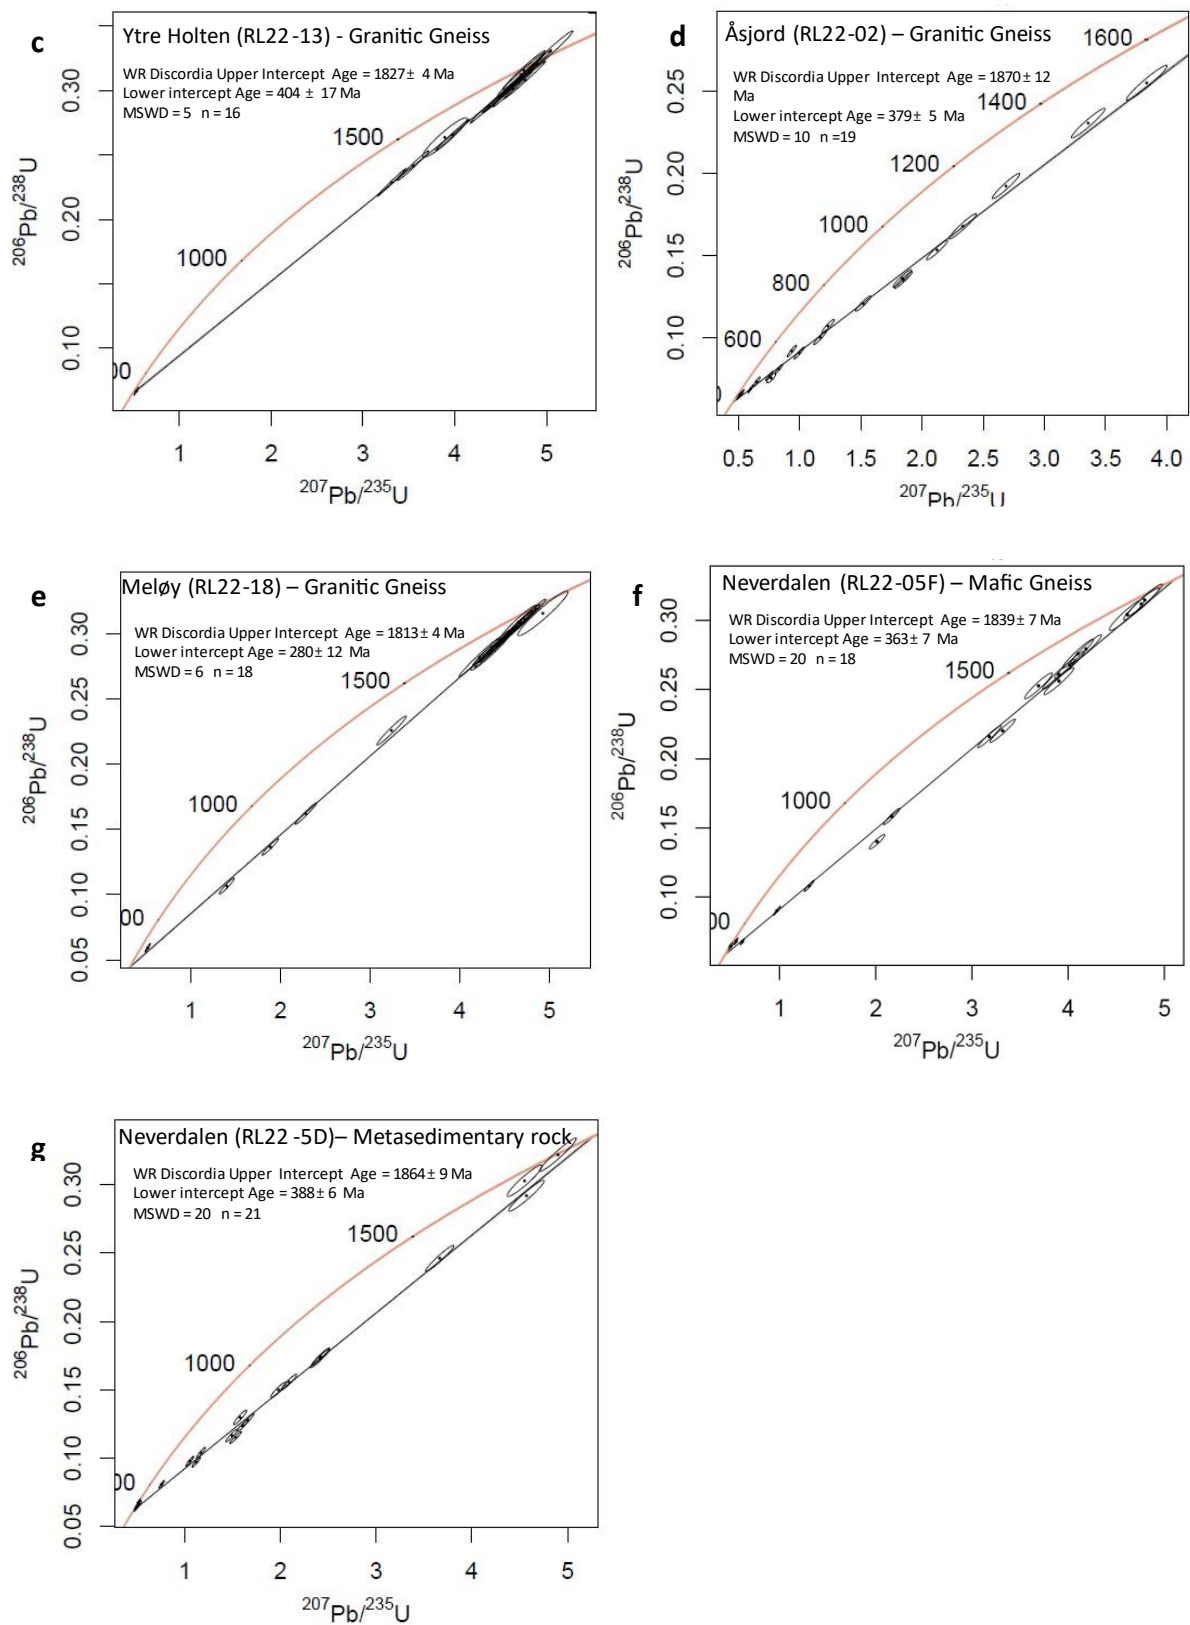 c
Ytre Holten (RL22-13) - Granitic Gneiss
WR Discordia Upper Intercept Age = 1827± 4 Ma
Lower intercept Age = 404 ± 17 Ma
MSWD = 5 n = 16
1500
1000
00
0.30
0.20
0.10
206Pb/238U
1 2 3 4 5
207Pb/235U
d
Åsjord (RL22-02) – Granitic Gneiss
WR Discordia Upper Intercept Age = 1870± 12
Ma
Lower intercept Age = 379± 5 Ma
MSWD = 10 n =19
1600
1400
1200
1000
800
600
0.25
0.20
0.15
0.10
206Pb/238U
0.5 1.0 1.5 2.0 2.5 1.0 3.5 4.0
207Pb/235U
e
Meløy (RL22-18) – Granitic Gneiss
WR Discordia Upper Intercept Age = 1813± 4 Ma
Lower intercept Age = 280± 12 Ma
MSWD = 6 n = 18
1500
1000
00
0.30
0.25
0.20
0.15
0.10
0.05
206Pb/238U
1 2 3 4 5
207Pb/235U
f
Neverdalen (RL22-05F) – Mafic Gneiss
WR Discordia Upper Intercept Age = 1839± 7 Ma
Lower intercept Age = 363± 7 Ma
MSWD = 20 n = 18
1500
1000
00
0.30
0.25
0.20
0.15
0.10
206Pb/238U
1 2 3 4 5
207Pb/235U
g
Neverdalen (RL22 -5D)– Metasedimentary rock
WR Discordia Upper Intercept Age = 1864± 9 Ma
Lower intercept Age = 388± 6 Ma
MSWD = 20 n = 21
1500
1000
00
0.30
0.25
0.20
0.15
0.10
0.05
206Pb/238U
1 2 3 4 5
207Pb/235U